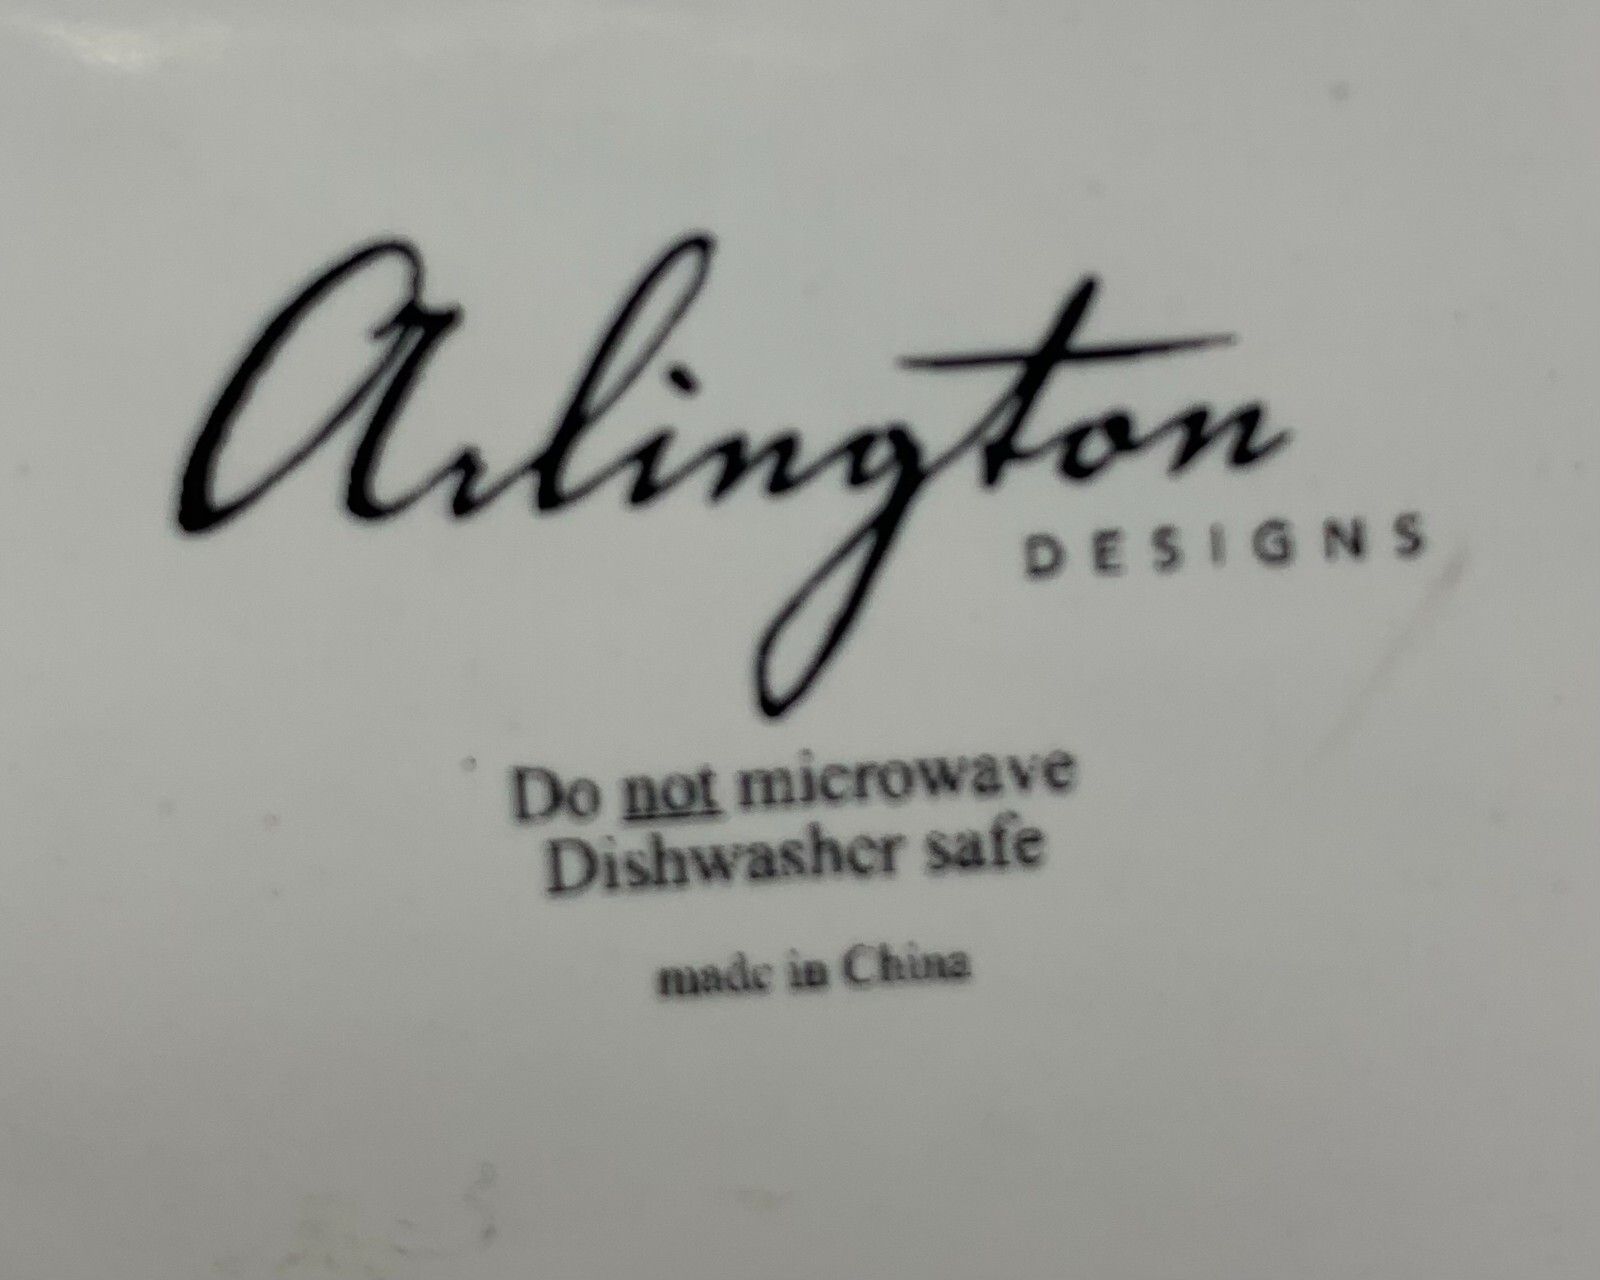 Arlington
DESIGNS
Do not microwave
Dishwasher safe
made in China